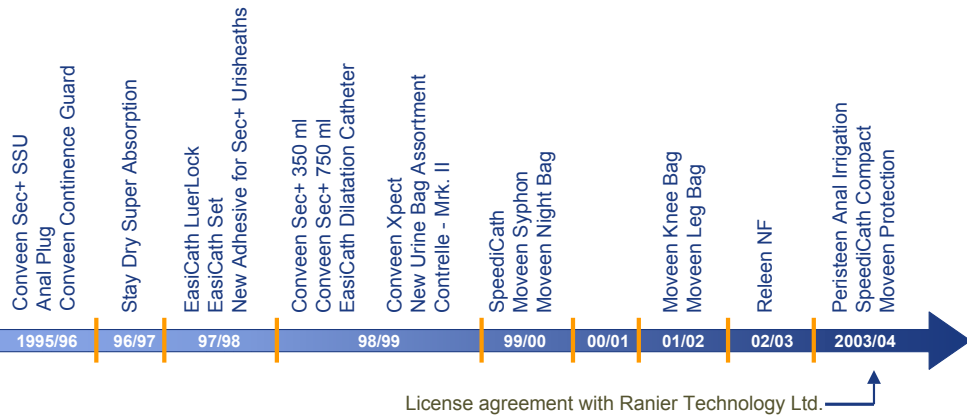 Conveen Sec+ SSU
Anal Plug
Conveen Continence Guard
Stay Dry Super Absorption
EasiCath LuerLock
EasiCath Set
New Adhesive for Sec+ Urisheaths
Conveen Sec+ 350 ml
Conveen Sec+ 750 ml
EasiCath Dilatation Catheter
Conveen Xpect
New Urine Bag Assortment
Contrelle - Mrk. II
SpeediCath
Moveen Syphon
Moveen Night Bag
Moveen Knee Bag
Moveen Leg Bag
Releen NF
Peristeen Anal Irrigation
SpeediCath Compact
Moveen Protection
1995/96
96/97
97/98
98/99
99/00
00/01
01/02
02/03
2003/04
License agreement with Ranier Technology Ltd.